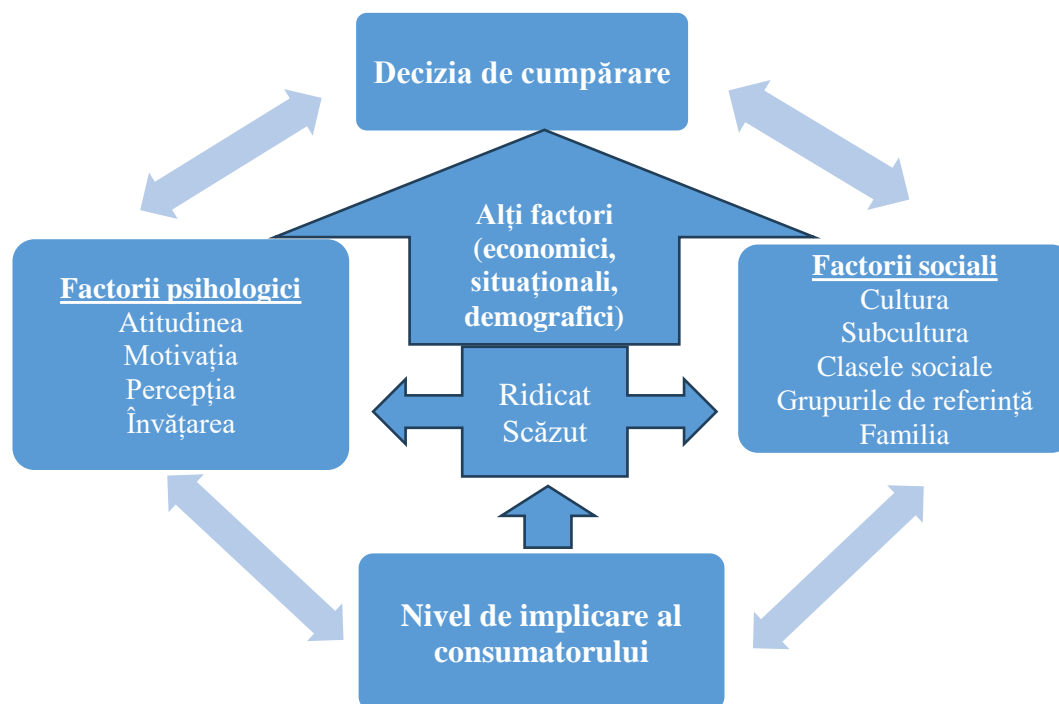 Decizia de cumpărare
Alți factori
(economici,
situaționali,
demografici)
Factorii psihologici
Atitudinea
Motivația
Percepția
Învățarea
Factorii sociali
Cultura
Subcultura
Clasele sociale
Grupurile de referință
Familia
Ridicat
Scăzut
Nivel de implicare al
consumatorului